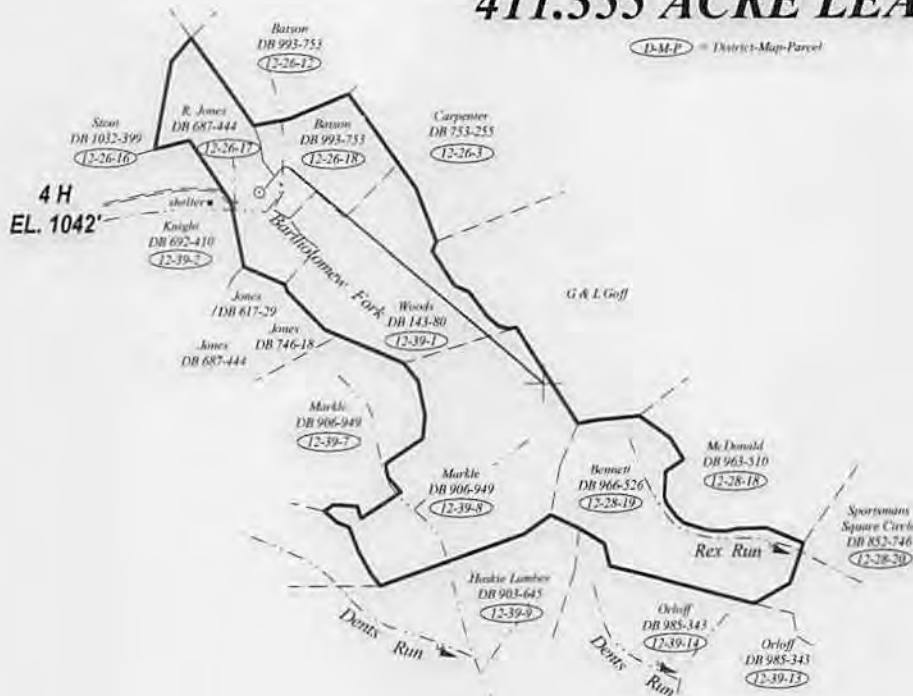 411.355 ACRE LEA
D-M-P = District-Map-Parcel
Batson
DB 993-753
12-26-12
Stout
DB 1032-399
12-26-16
R. Jones
DB 687-444
12-26-17
Batson
DB 993-753
12-26-18
Carpenter
DB 753-255
12-26-3
4 H
EL. 1042'
shelter
Knight
DB 692-410
12-39-2
Bartholomew Fork
Jones
/ DB 617-29
Jones
DB 746-18
Jones
DB 687-444
Woods
DB 143-80
12-39-1
G & L Goff
Markle
DB 906-949
12-39-7
Markle
DB 906-949
12-39-8
Bennett
DB 966-526
12-28-19
McDonald
DB 963-510
12-28-18
Sportsmans
Square Circle
DB 852-746
12-28-20
Rex Run
Huskie Lumber
DB 903-645
12-39-9
Dents Run
Dents Run
Orloff
DB 985-343
12-39-14
Orloff
DB 985-343
12-39-13